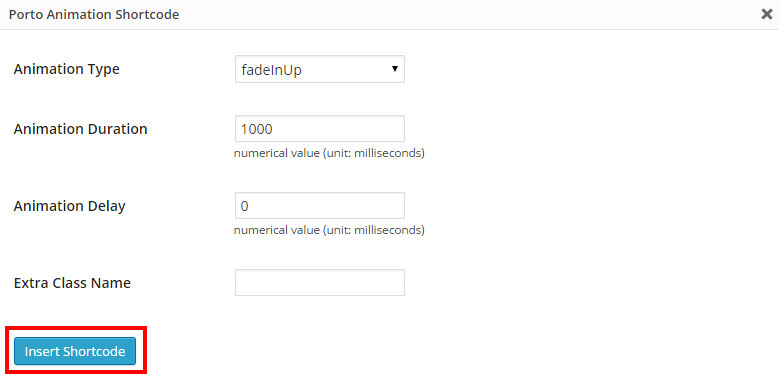 Porto Animation Shortcode
Animation Type fadeInUp
Animation Duration 1000
numerical value (unit: milliseconds)
Animation Delay 0
numerical value (unit: milliseconds)
Extra Class Name
Insert Shortcode